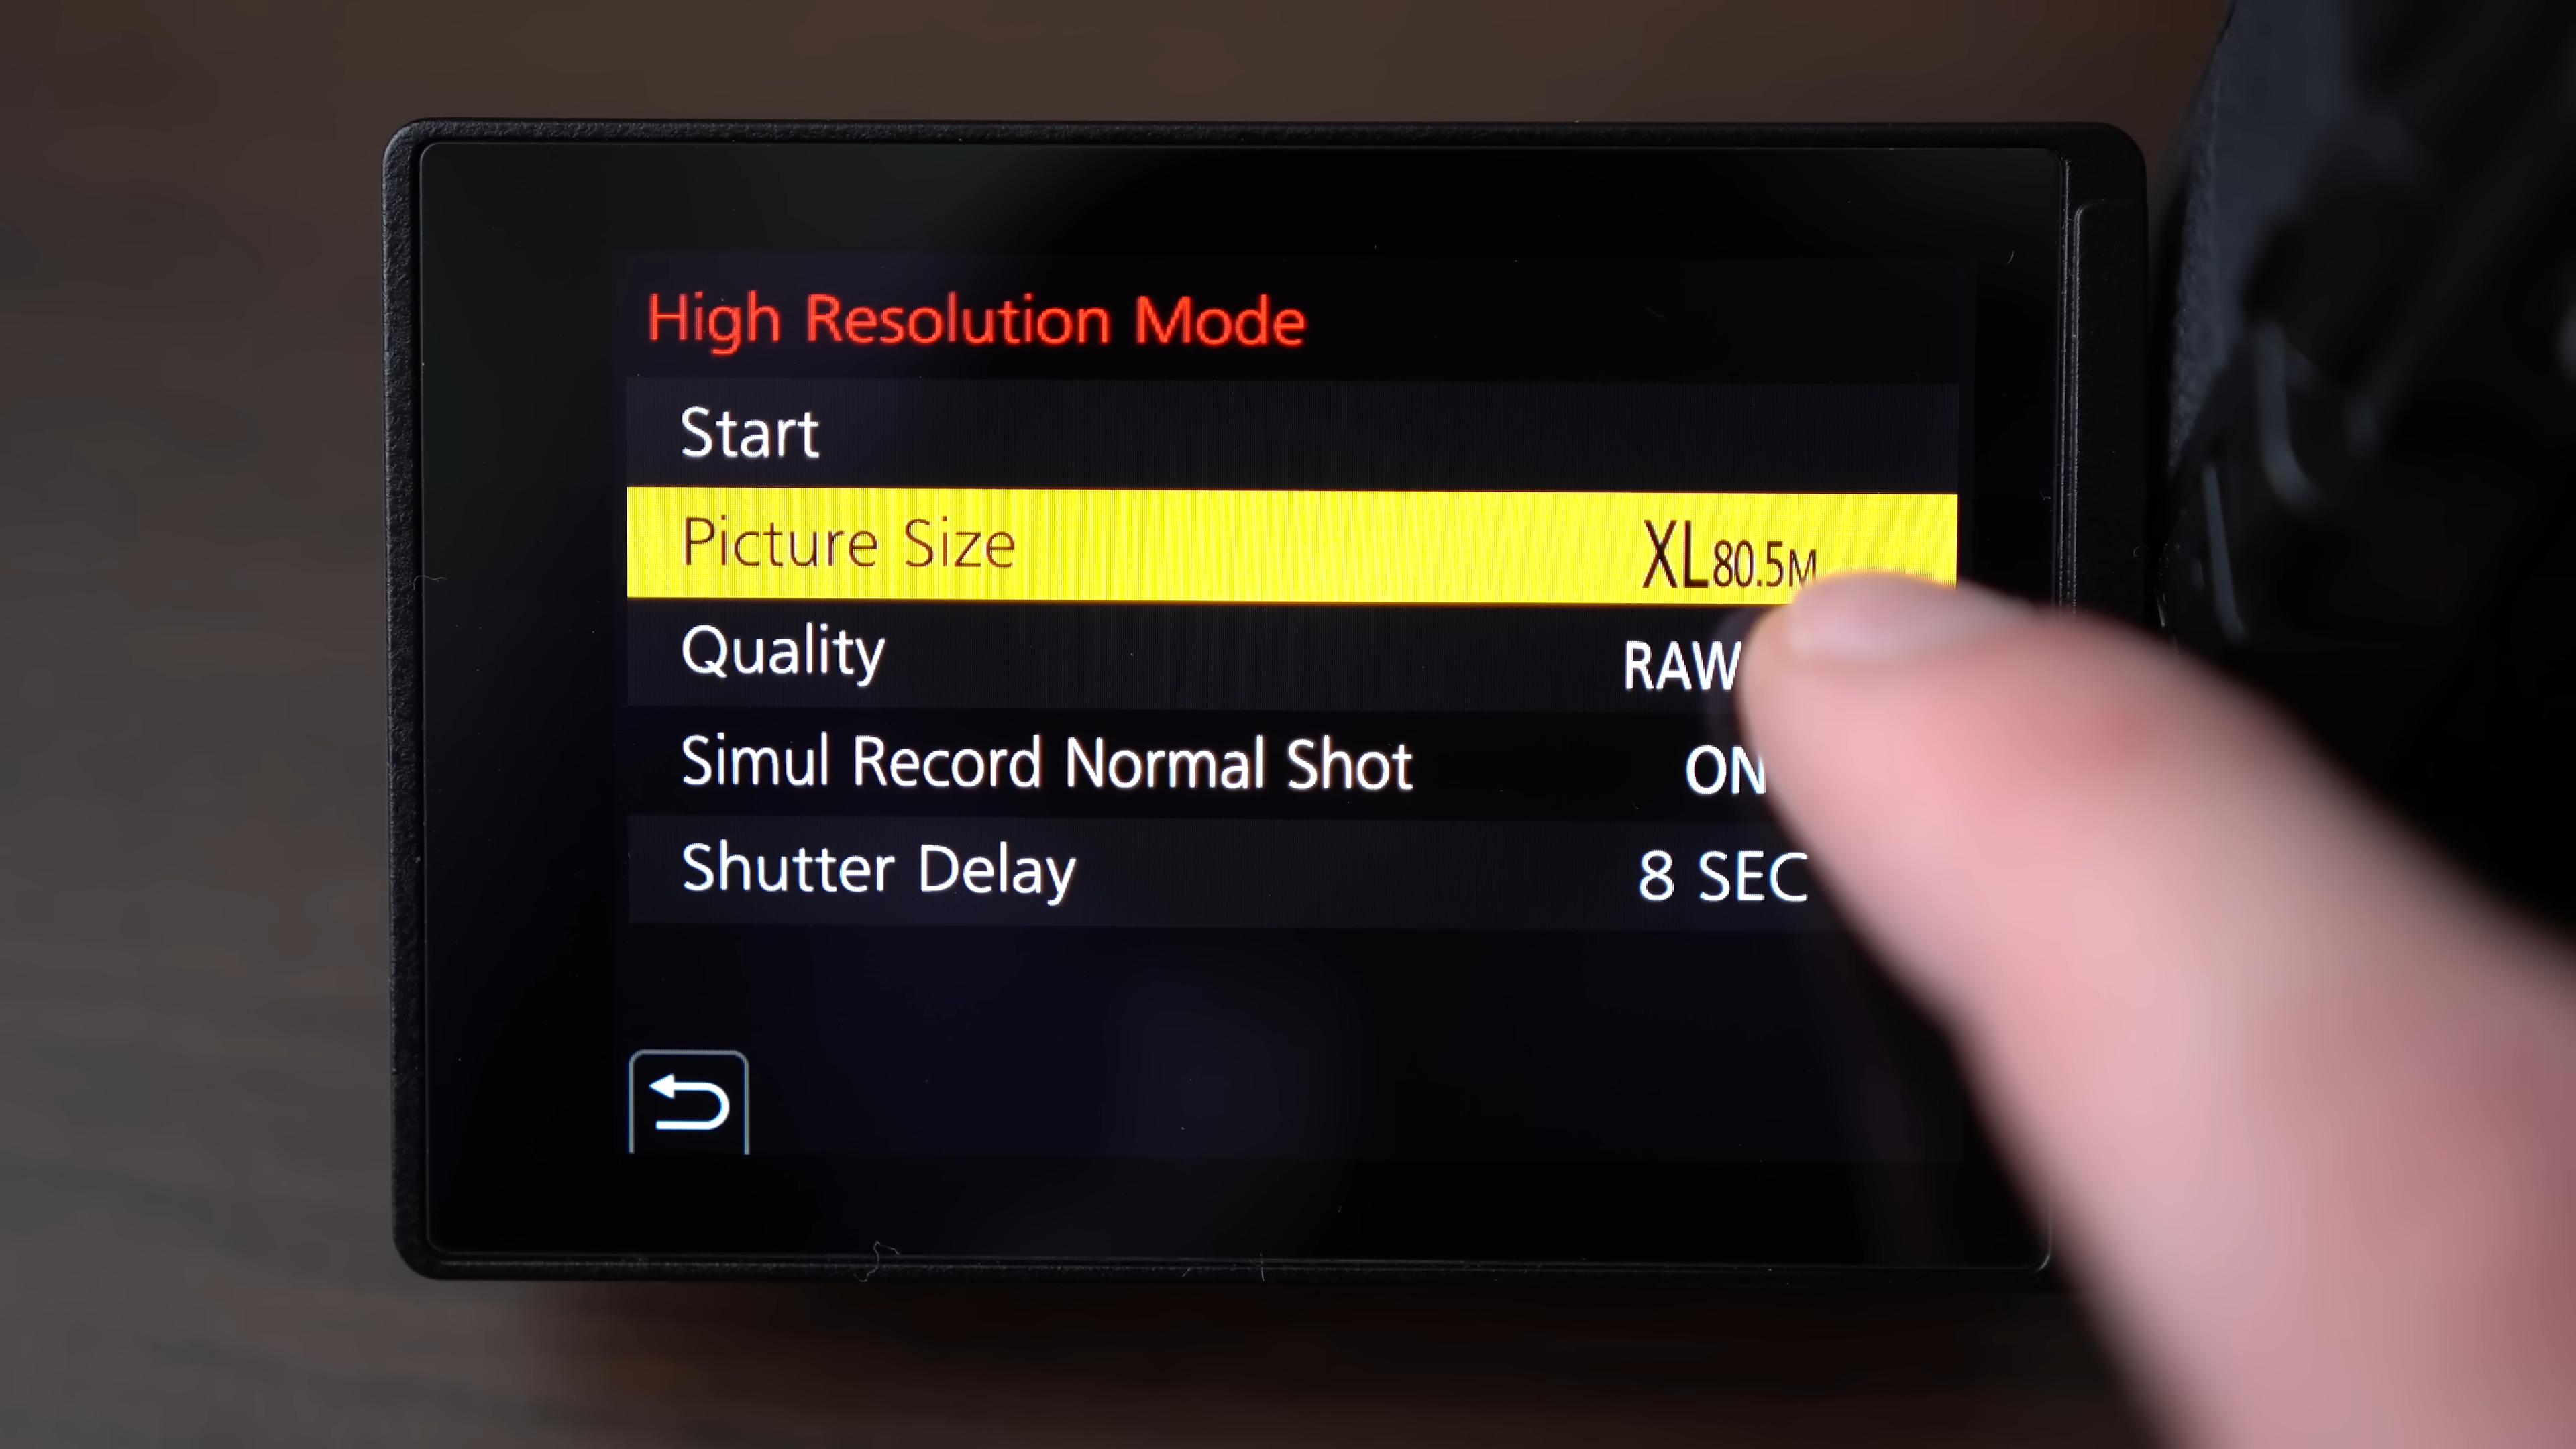 High Resolution Mode
Start
Picture Size XL80.5M
Quality RAW
Simul Record Normal Shot ON
Shutter Delay 8 SEC